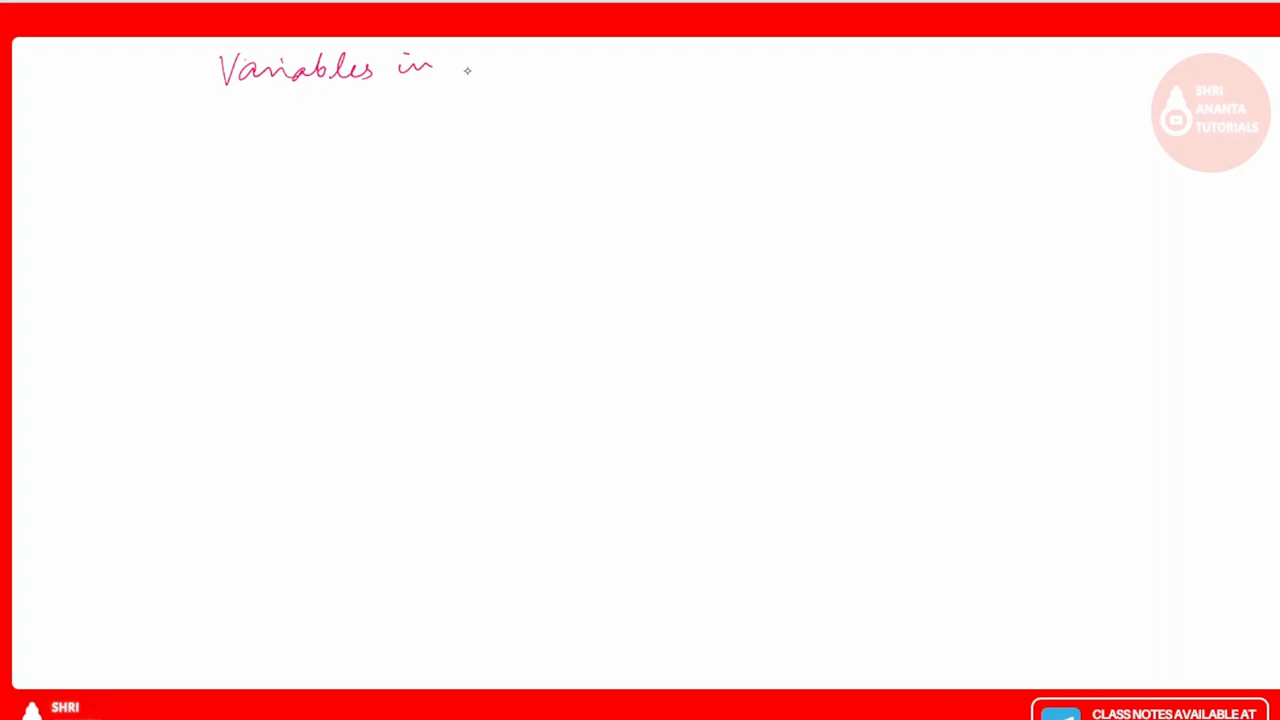 Variables in
SHRI
ANANTA
TUTORIALS
SHRI
CLASS NOTES AVAILABLE AT